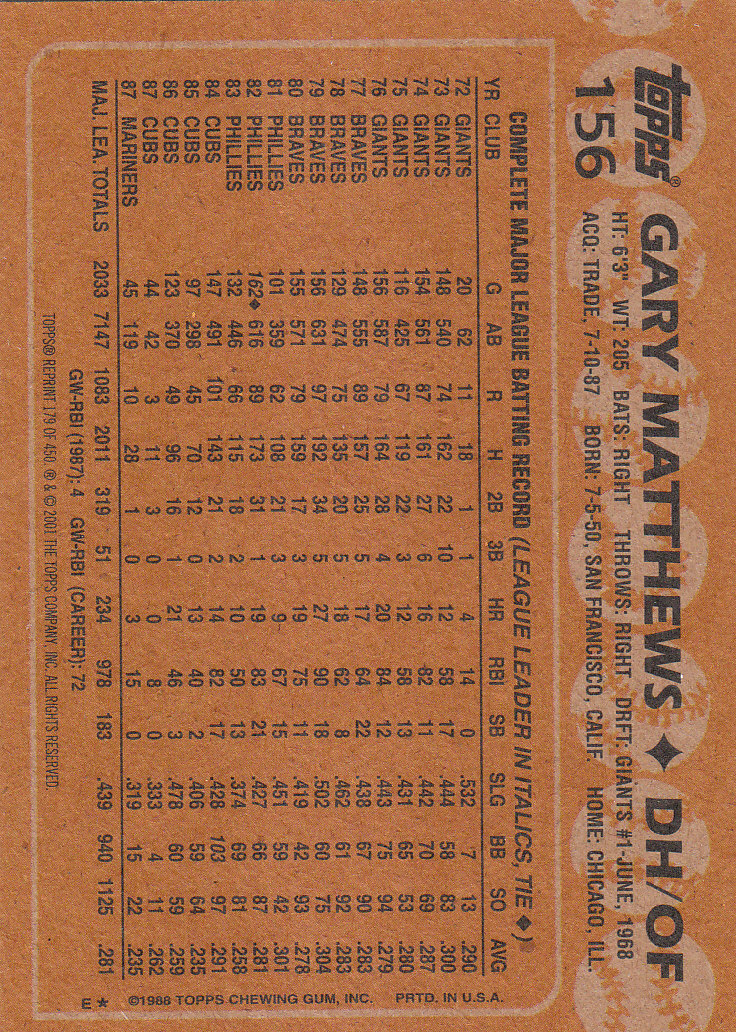 topps®
156
GARY MATTHEWS ♦ DH/OF
HT: 6'3" WT: 205 BATS: RIGHT THROWS: RIGHT DRFT: GIANTS #1-JUNE, 1968
ACQ: TRADE, 7-10-87 BORN: 7-5-50, SAN FRANCISCO, CALIF. HOME: CHICAGO, ILL.
COMPLETE MAJOR LEAGUE BATTING RECORD (LEAGUE LEADER IN ITALICS, TIE ♦)
YR CLUB G AB R H 2B 3B HR RBI SB SLG BB SO AVG
72 GIANTS 20 62 11 18 1 1 4 14 0 .532 7 13 .290
73 GIANTS 148 540 74 162 22 10 12 58 17 .444 58 83 .300
74 GIANTS 154 561 87 161 27 6 16 82 11 .442 70 69 .287
75 GIANTS 116 425 67 119 22 3 12 58 13 .431 65 53 .280
76 GIANTS 156 587 79 164 28 4 20 84 12 .443 75 94 .279
77 BRAVES 148 555 89 157 25 5 17 64 22 .438 67 90 .283
78 BRAVES 129 474 75 135 20 5 18 62 8 .462 61 92 .283
79 BRAVES 156 631 97 192 34 5 27 90 18 .502 60 75 .304
80 BRAVES 155 571 79 159 17 3 19 75 11 .419 42 93 .278
81 PHILLIES 101 359 62 108 21 3 9 67 15 .451 59 42 .301
82 PHILLIES 162♦ 616 89 173 31 1 19 83 21 .427 66 87 .281
83 PHILLIES 132 446 66 115 18 2 10 50 13 .374 69 81 .258
84 CUBS 147 491 101 143 21 2 14 82 17 .428 103 97 .291
85 CUBS 97 298 45 70 12 0 13 40 2 .406 59 64 .235
86 CUBS 123 370 49 96 16 1 21 46 3 .478 60 59 .259
87 CUBS 44 42 3 11 3 0 0 8 0 .333 4 11 .262
87 MARINERS 45 119 10 28 1 0 3 15 0 .319 15 22 .235
MAJ. LEA. TOTALS 2033 7147 1083 2011 319 51 234 978 183 .439 940 1125 .281
GW-RBI (1987): 4 GW-RBI (CAREER): 72
TOPPS® REPRINT 179 OF 450. ® & © 2001 THE TOPPS COMPANY, INC. ALL RIGHTS RESERVED.
©1988 TOPPS CHEWING GUM, INC. PRTD. IN U.S.A.
* E